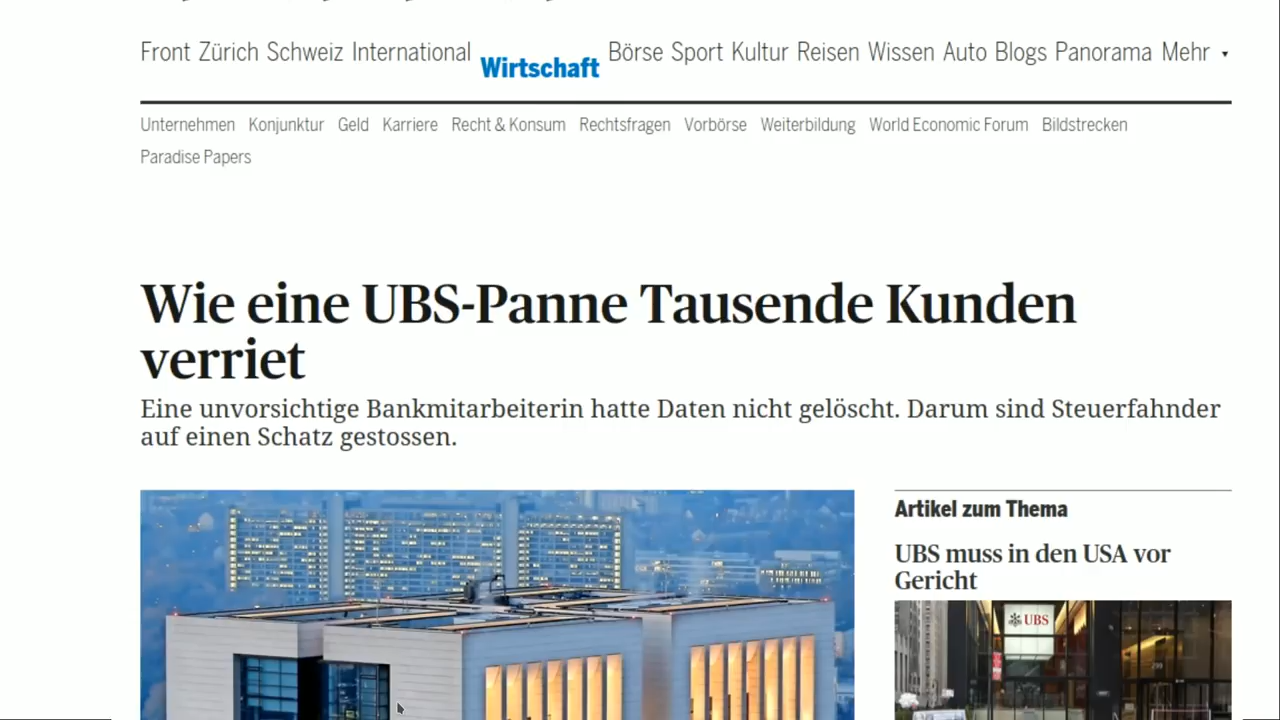 Front Zürich Schweiz International Wirtschaft Börse Sport Kultur Reisen Wissen Auto Blogs Panorama Mehr
Unternehmen Konjunktur Geld Karriere Recht & Konsum Rechtsfragen Vorbörse Weiterbildung World Economic Forum Bildstrecken
Paradise Papers
Wie eine UBS-Panne Tausende Kunden
verriet
Eine unvorsichtige Bankmitarbeiterin hatte Daten nicht gelöscht. Darum sind Steuerfahnder
auf einen Schatz gestossen.
Artikel zum Thema
UBS muss in den USA vor
Gericht
UBS
299